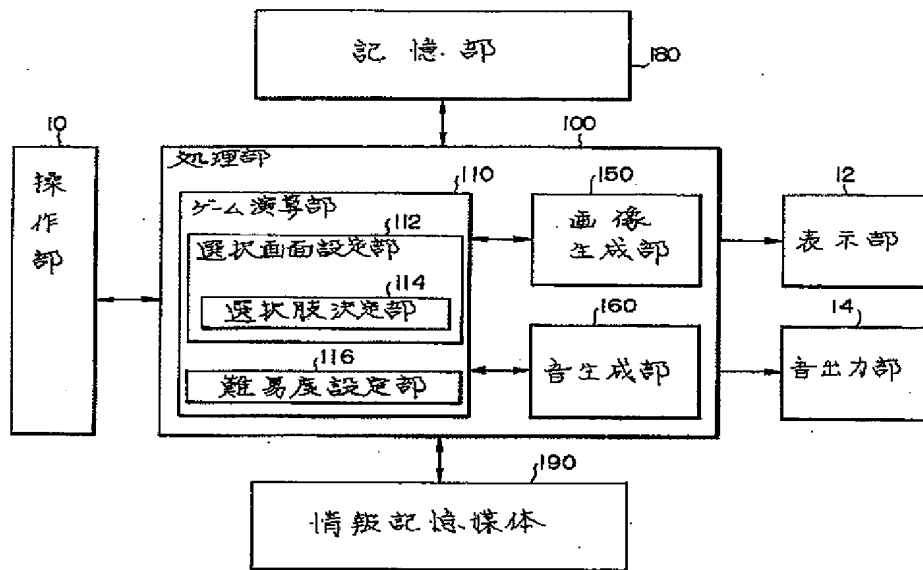 記憶部
180
10
操作部
100
処理部
110
ゲーム演算部
112
選択画面設定部
114
選択肢決定部
116
難易度設定部
150
画像
生成部
160
音生成部
12
表示部
14
音出力部
190
情報記憶媒体